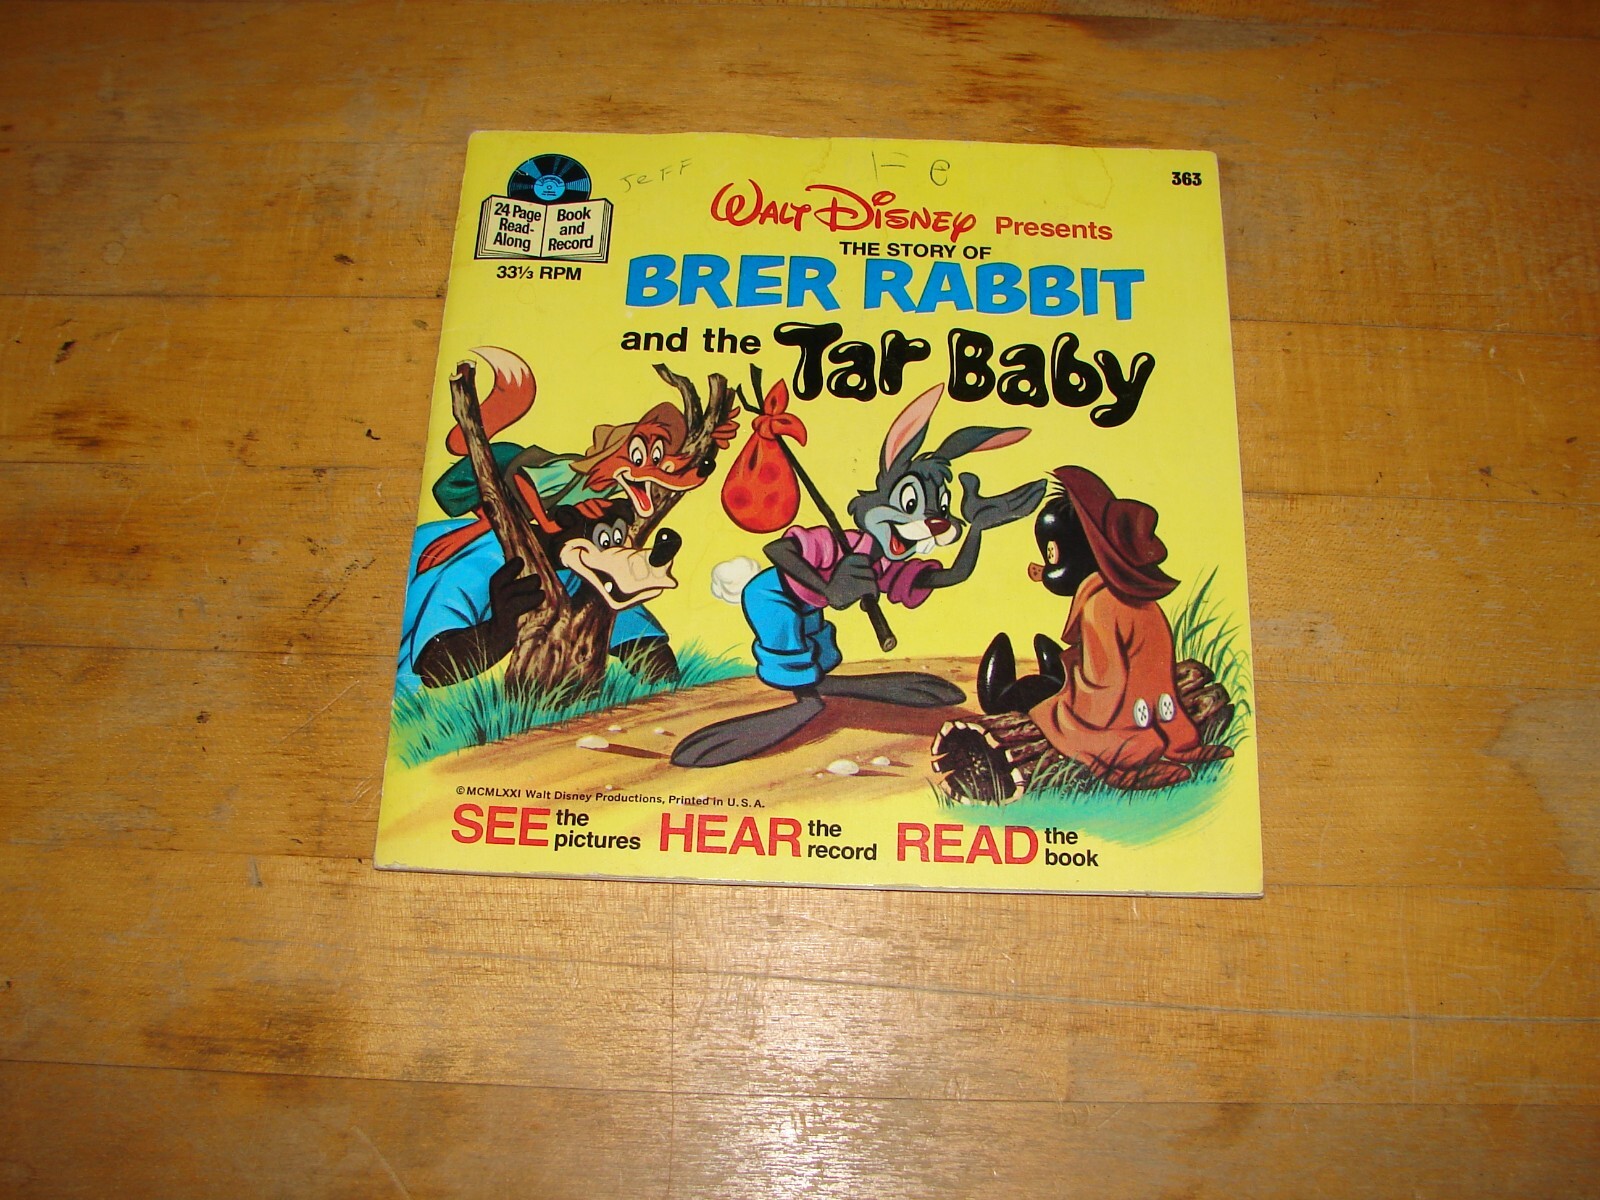 JeFF
F e
363
24 Page
Read-
Along
Book
and
Record
33⅓ RPM
WALT DISNEY Presents
THE STORY OF
BRER RABBIT
and the Tar Baby
©MCMLXXI Walt Disney Productions, Printed in U.S.A.
SEE the pictures HEAR the record READ the book